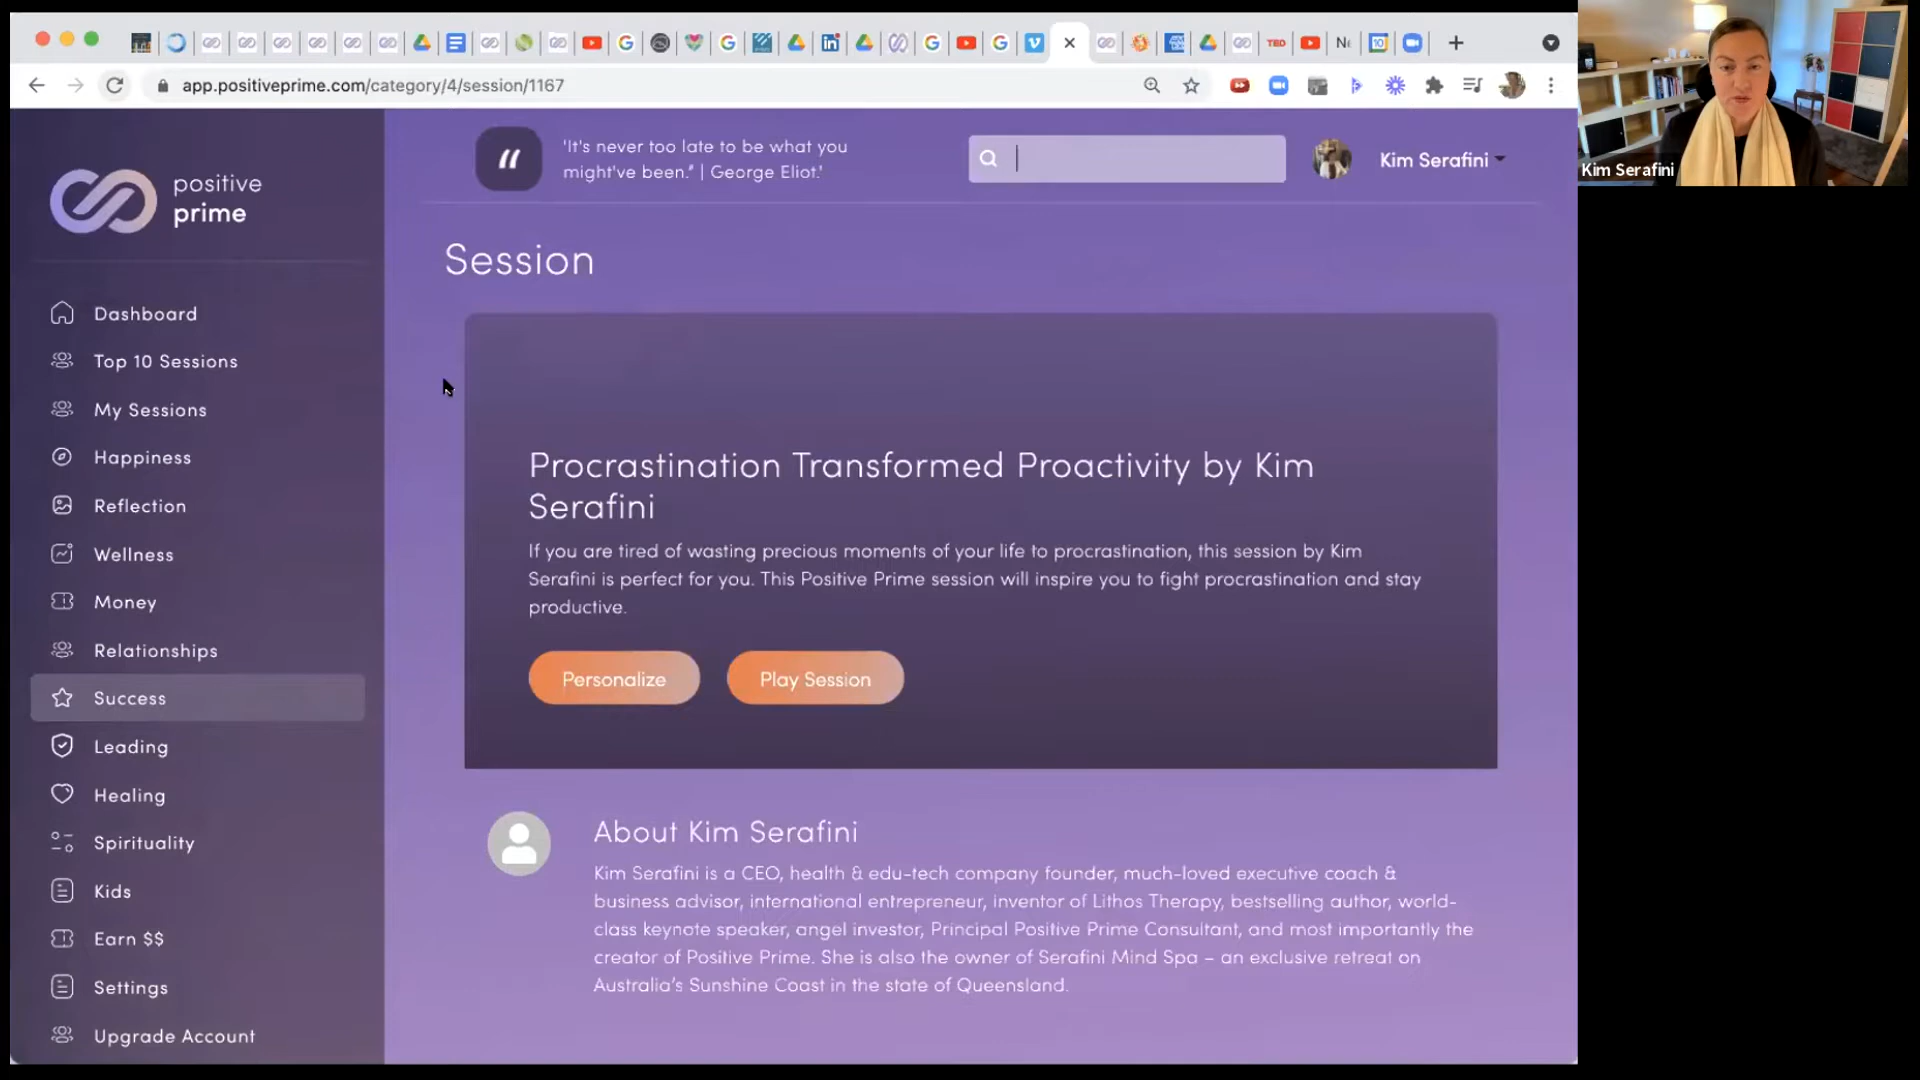 TED
Ne
10
app.positiveprime.com/category/4/session/1167
Kim Serafini
positive
prime
“
'It's never too late to be what you
might've been." | George Eliot.'
Kim Serafini
Session
Dashboard
Top 10 Sessions
My Sessions
Happiness
Reflection
Wellness
Money
Relationships
Success
Leading
Healing
Spirituality
Kids
Earn $$
Settings
Upgrade Account
Procrastination Transformed Proactivity by Kim
Serafini
If you are tired of wasting precious moments of your life to procrastination, this session by Kim
Serafini is perfect for you. This Positive Prime session will inspire you to fight procrastination and stay
productive.
Personalize
Play Session
About Kim Serafini
Kim Serafini is a CEO, health & edu-tech company founder, much-loved executive coach &
business advisor, international entrepreneur, inventor of Lithos Therapy, bestselling author, world-
class keynote speaker, angel investor, Principal Positive Prime Consultant, and most importantly the
creator of Positive Prime. She is also the owner of Serafini Mind Spa – an exclusive retreat on
Australia's Sunshine Coast in the state of Queensland.